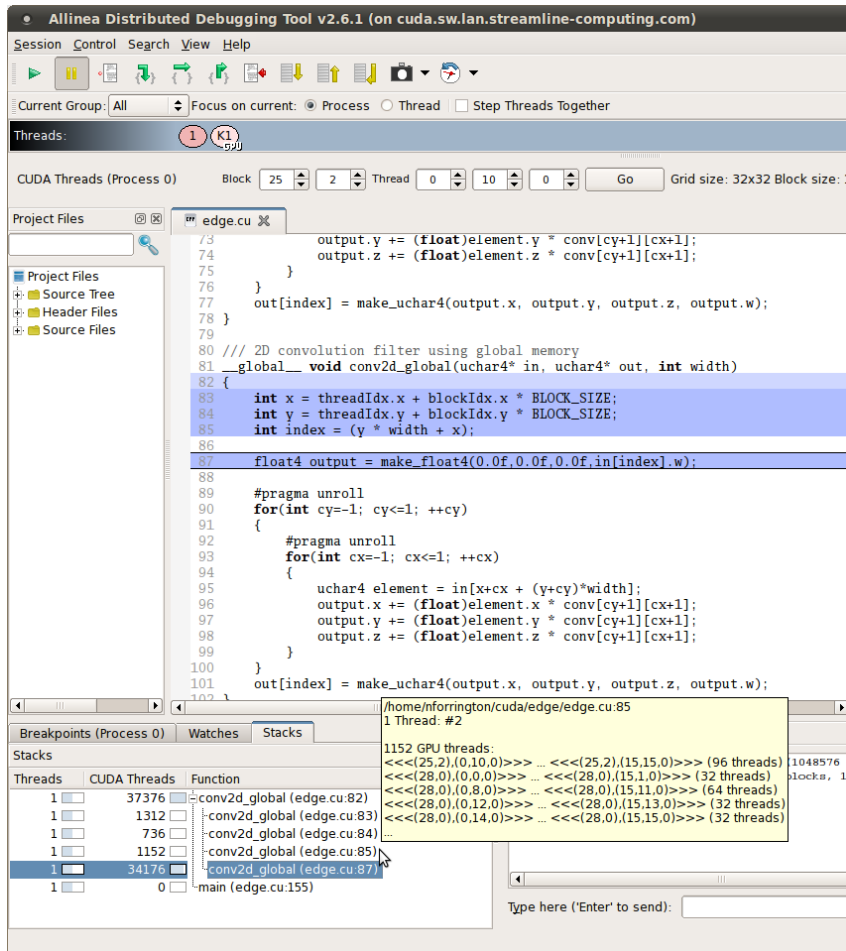 Allinea Distributed Debugging Tool v2.6.1 (on cuda.sw.lan.streamline-computing.com)
Session Control Search View Help
Current Group: All Focus on current: Process Thread Step Threads Together
Threads: 1 K1 GPU
CUDA Threads (Process 0) Block 25 2 Thread 0 10 0 Go Grid size: 32x32 Block size:
Project Files
edge.cu
Project Files
Source Tree
Header Files
Source Files
73 output.y += (float)element.y * conv[cy+1][cx+1];
74 output.z += (float)element.z * conv[cy+1][cx+1];
75 }
76 }
77 out[index] = make_uchar4(output.x, output.y, output.z, output.w);
78 }
79
80 /// 2D convolution filter using global memory
81 __global__ void conv2d_global(uchar4* in, uchar4* out, int width)
82 {
83 int x = threadIdx.x + blockIdx.x * BLOCK_SIZE;
84 int y = threadIdx.y + blockIdx.y * BLOCK_SIZE;
85 int index = (y * width + x);
86
87 float4 output = make_float4(0.0f,0.0f,0.0f,in[index].w);
88
89 #pragma unroll
90 for(int cy=-1; cy<=1; ++cy)
91 {
92 #pragma unroll
93 for(int cx=-1; cx<=1; ++cx)
94 {
95 uchar4 element = in[x+cx + (y+cy)*width];
96 output.x += (float)element.x * conv[cy+1][cx+1];
97 output.y += (float)element.y * conv[cy+1][cx+1];
98 output.z += (float)element.z * conv[cy+1][cx+1];
99 }
100 }
101 out[index] = make_uchar4(output.x, output.y, output.z, output.w);
102 }
/home/nforrington/cuda/edge/edge.cu:85
1 Thread: #2
1152 GPU threads:
<<<(25,2),(0,10,0)>>> ... <<<(25,2),(15,15,0)>>> (96 threads)
<<<(28,0),(0,0,0)>>> ... <<<(28,0),(15,1,0)>>> (32 threads)
<<<(28,0),(0,8,0)>>> ... <<<(28,0),(15,11,0)>>> (64 threads)
<<<(28,0),(0,12,0)>>> ... <<<(28,0),(15,13,0)>>> (32 threads)
<<<(28,0),(0,14,0)>>> ... <<<(28,0),(15,15,0)>>> (32 threads)
...
(1048576
blocks, 1
Breakpoints (Process 0) Watches Stacks
Stacks
Threads CUDA Threads Function
1 37376 conv2d_global (edge.cu:82)
1 1312 conv2d_global (edge.cu:83)
1 736 conv2d_global (edge.cu:84)
1 1152 conv2d_global (edge.cu:85)
1 34176 conv2d_global (edge.cu:87)
1 0 main (edge.cu:155)
Type here ('Enter' to send):